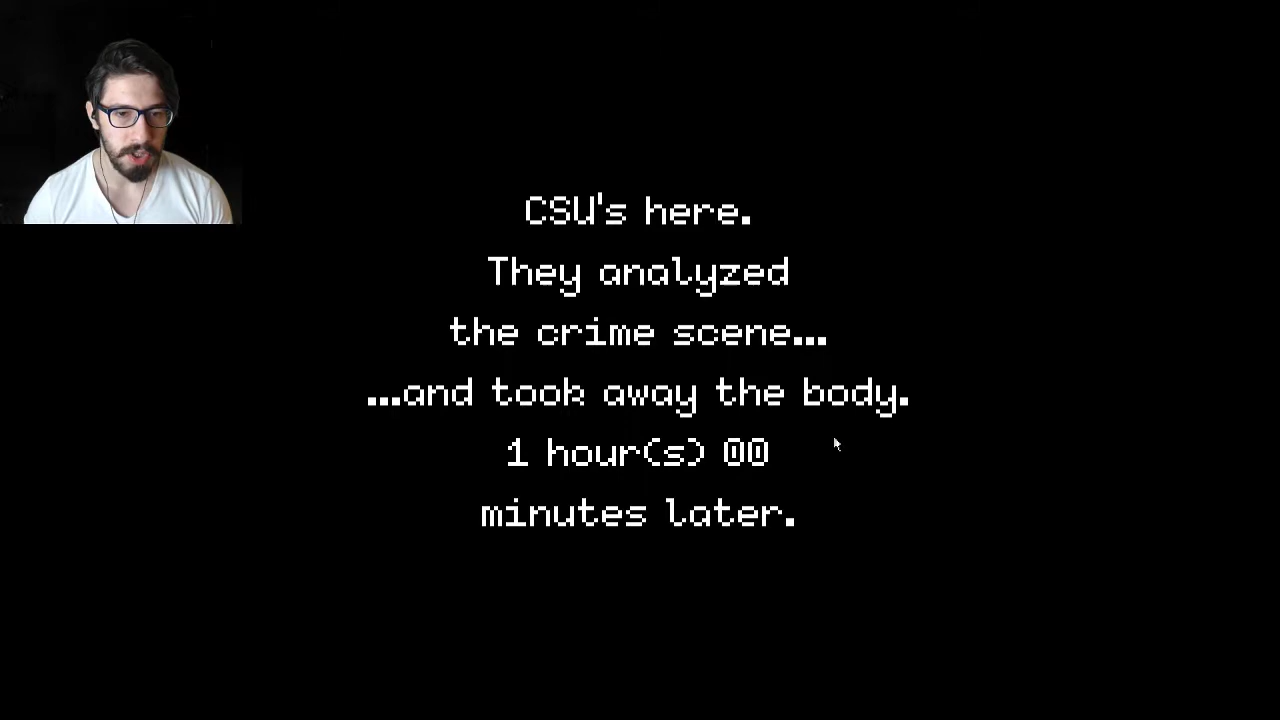 CSU's here.
They analyzed
the crime scene...
...and took away the body.
1 hour(s) 00
minutes later.